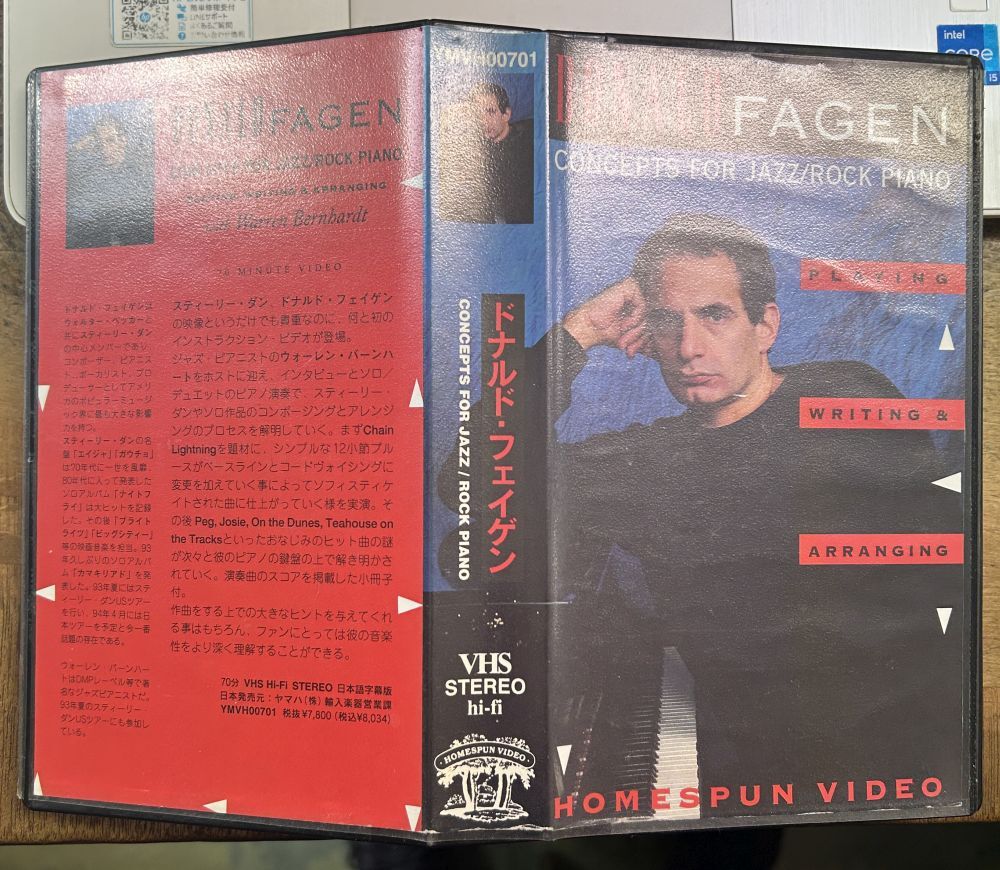 簡単修復受付
LINEサポート
よくあるご質問
intel
CORE
i5
FAGEN
CONCEPTS FOR JAZZ/ROCK PIANO
PLAYING, WRITING & ARRANGING
with Warren Bernhardt
70 MINUTE VIDEO
ドナルド・フェイゲンは
ウォルター・ベッカーと
共にスティーリー・ダン
の中心メンバーであり、
コンポーザー、ピアニス
ト、ボーカリスト、プロ
デューサーとしてアメリ
カのポピュラーミュージ
ック界に最も大きな影響
力を持つ。
スティーリー・ダンの名
盤「エイジャ」「ガウチョ」
は70年代に一世を風靡、
80年代に入って発表した
ソロアルバム「ナイトフ
ライ」は大ヒットを記録
した。その後「ブライト
ライツ」「ビッグシティー」
等の映画音楽を担当。93
年久しぶりのソロアルバ
ム「カマキリアド」を発
表した。93年夏にはステ
ィーリー・ダンUSツアー
を行い、94年4月には日
本ツアーを予定と今一番
話題の存在である。
ウォーレン・バーンハー
トはDMPレーベル等で著
名なジャズピアニストだ。
93年夏のスティーリー・
ダンUSツアーにも参加し
ている。
スティーリー・ダン、ドナルド・フェイゲン
の映像というだけでも貴重なのに、何と初の
インストラクション・ビデオが登場。
ジャズ・ピアニストのウォーレン・バーンハ
ートをホストに迎え、インタビューとソロ／
デュエットのピアノ演奏で、スティーリー・
ダンやソロ作品のコンポージングとアレンジ
ングのプロセスを解明していく。まずChain
Lightningを題材に、シンプルな12小節ブル
ースがベースラインとコードヴォイシングに
変更を加えていく事によってソフィスティケ
イトされた曲に仕上がっていく様を実演。そ
の後Peg, Josie, On the Dunes, Teahouse on
the Tracksといったおなじみのヒット曲の謎
が次々と彼のピアノの鍵盤の上で解き明かさ
れていく。演奏曲のスコアを掲載した小冊子
付。
作曲をする上での大きなヒントを与えてくれ
る事はもちろん、ファンにとっては彼の音楽
性をより深く理解することができる。
70分 VHS Hi-Fi STEREO 日本語字幕版
日本発売元：ヤマハ(株)輸入楽器営業課
YMVH00701 税抜¥7,800 (税込¥8,034)
YMVH00701
ドナルド・フェイゲン
CONCEPTS FOR JAZZ / ROCK PIANO
VHS
STEREO
hi-fi
・HOMESPUN VIDEO・
FAGEN
CONCEPTS FOR JAZZ/ROCK PIANO
PLAYING
WRITING &
ARRANGING
HOMESPUN VIDEO